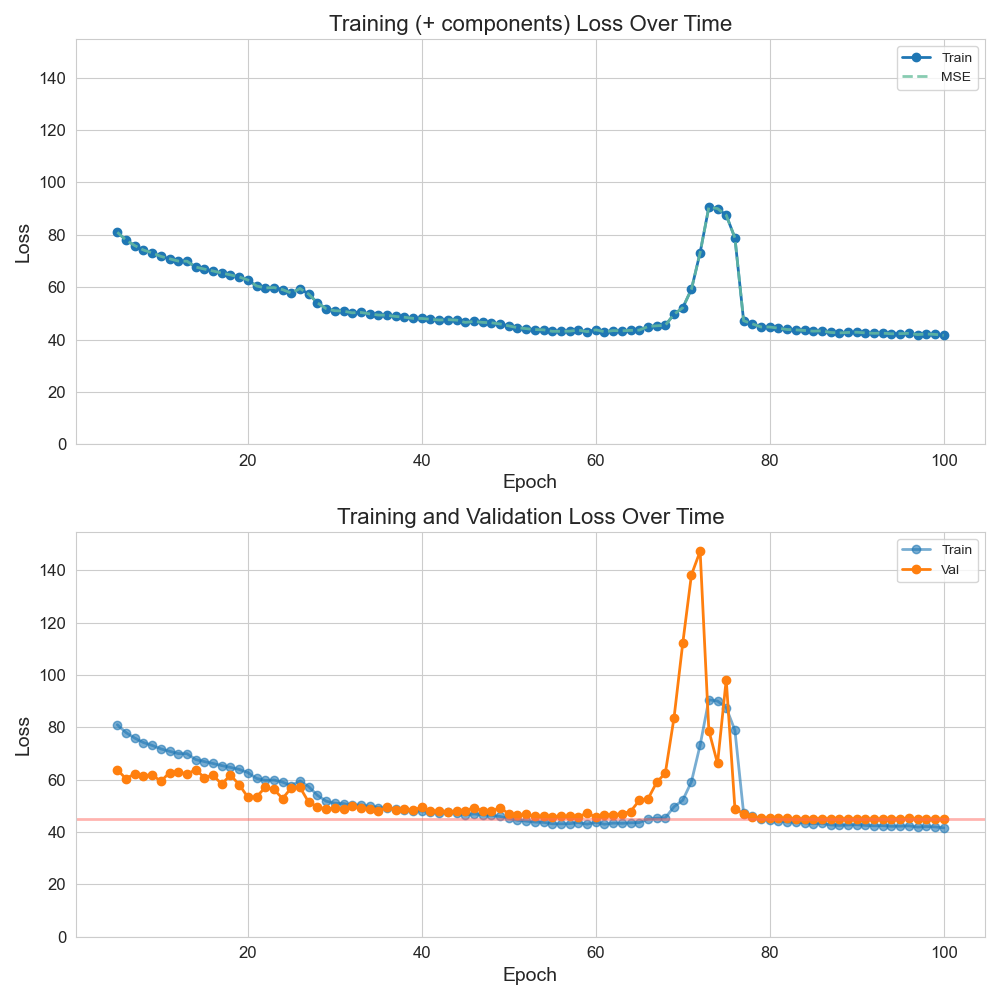 Training (+ components) Loss Over Time
Train
MSE
140
120
100
80
60
40
20
0
Loss
20 40 60 80 100
Epoch
Training and Validation Loss Over Time
Train
Val
140
120
100
80
60
40
20
0
Loss
20 40 60 80 100
Epoch